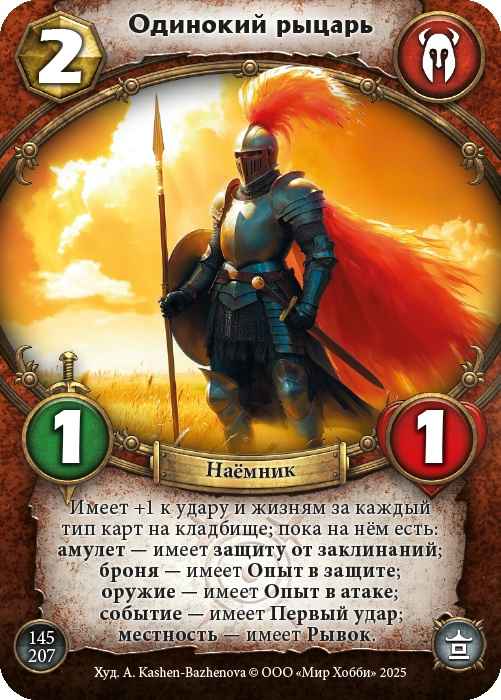 Одинокий рыцарь
2
1
1
Наёмник
Имеет +1 к удару и жизням за каждый
тип карт на кладбище; пока на нём есть:
амулет — имеет защиту от заклинаний;
броня — имеет Опыт в защите;
оружие — имеет Опыт в атаке;
событие — имеет Первый удар;
местность — имеет Рывок.
145
207
Худ. A. Kashen-Bazhenova © ООО «Мир Хобби» 2025